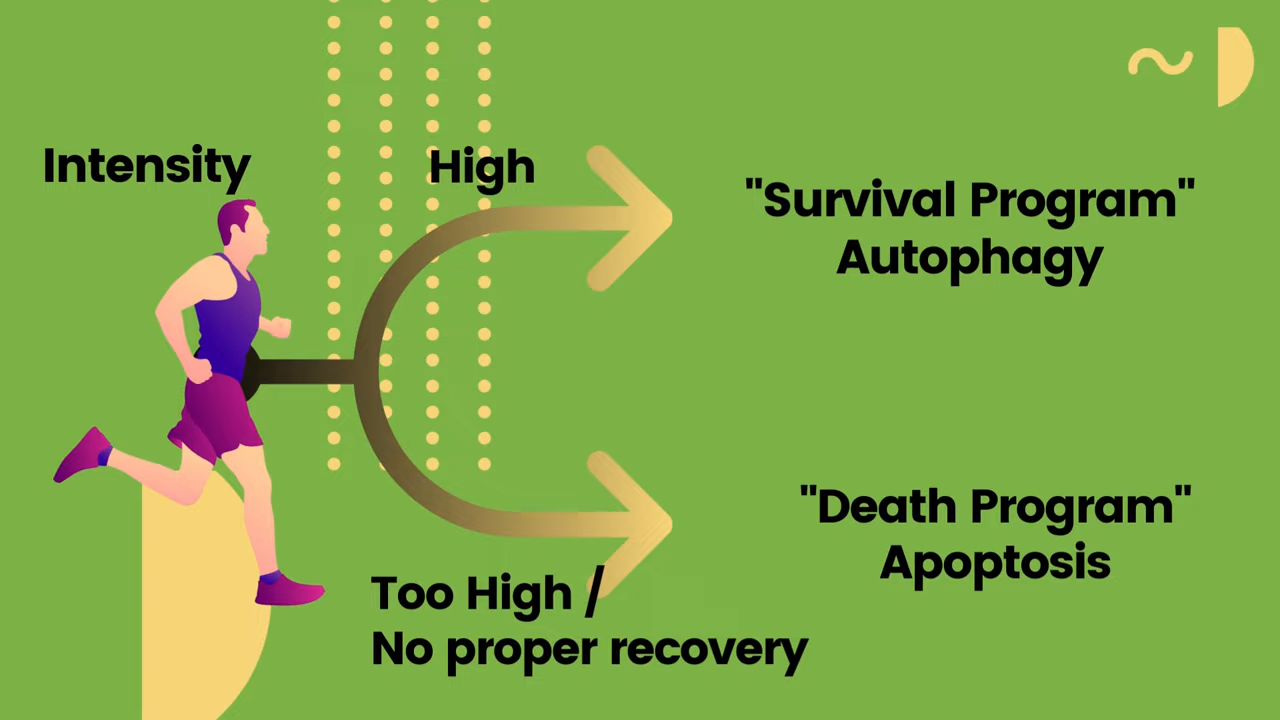 Intensity
High
"Survival Program"
Autophagy
"Death Program"
Apoptosis
Too High /
No proper recovery